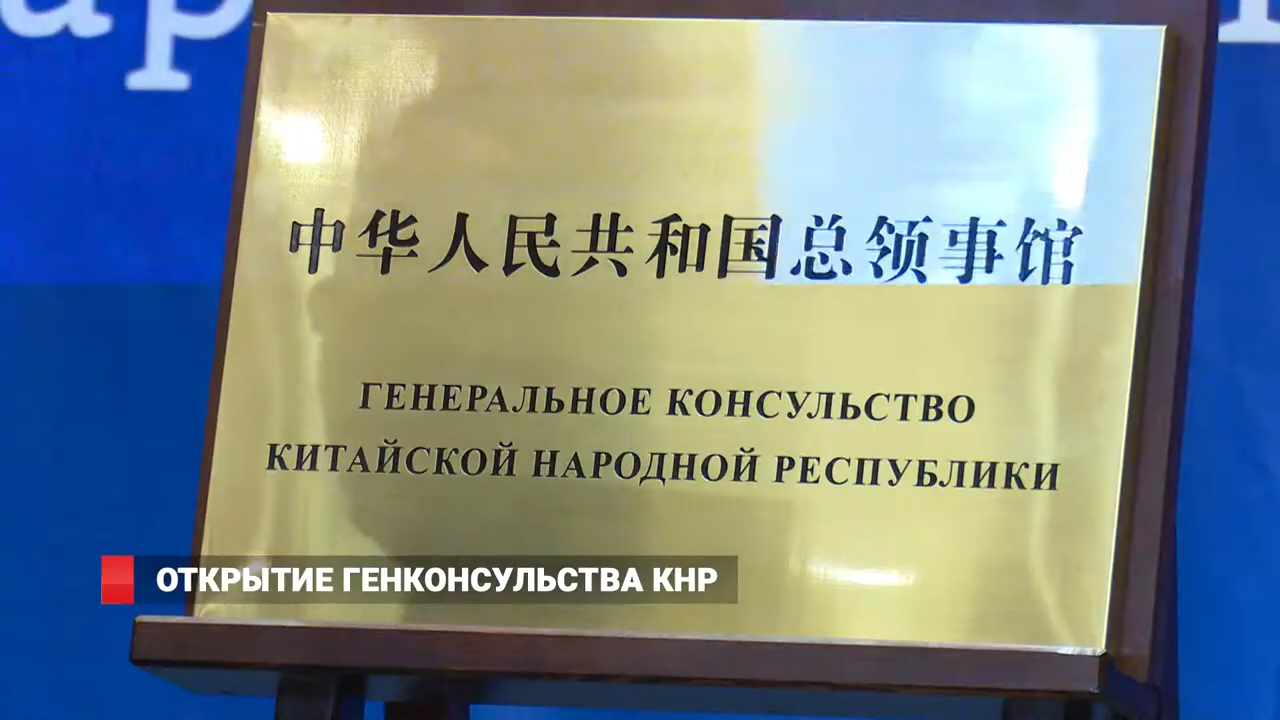 ар
中华人民共和国总领事馆
ГЕНЕРАЛЬНОЕ КОНСУЛЬСТВО
КИТАЙСКОЙ НАРОДНОЙ РЕСПУБЛИКИ
ОТКРЫТИЕ ГЕНКОНСУЛЬСТВА КНР